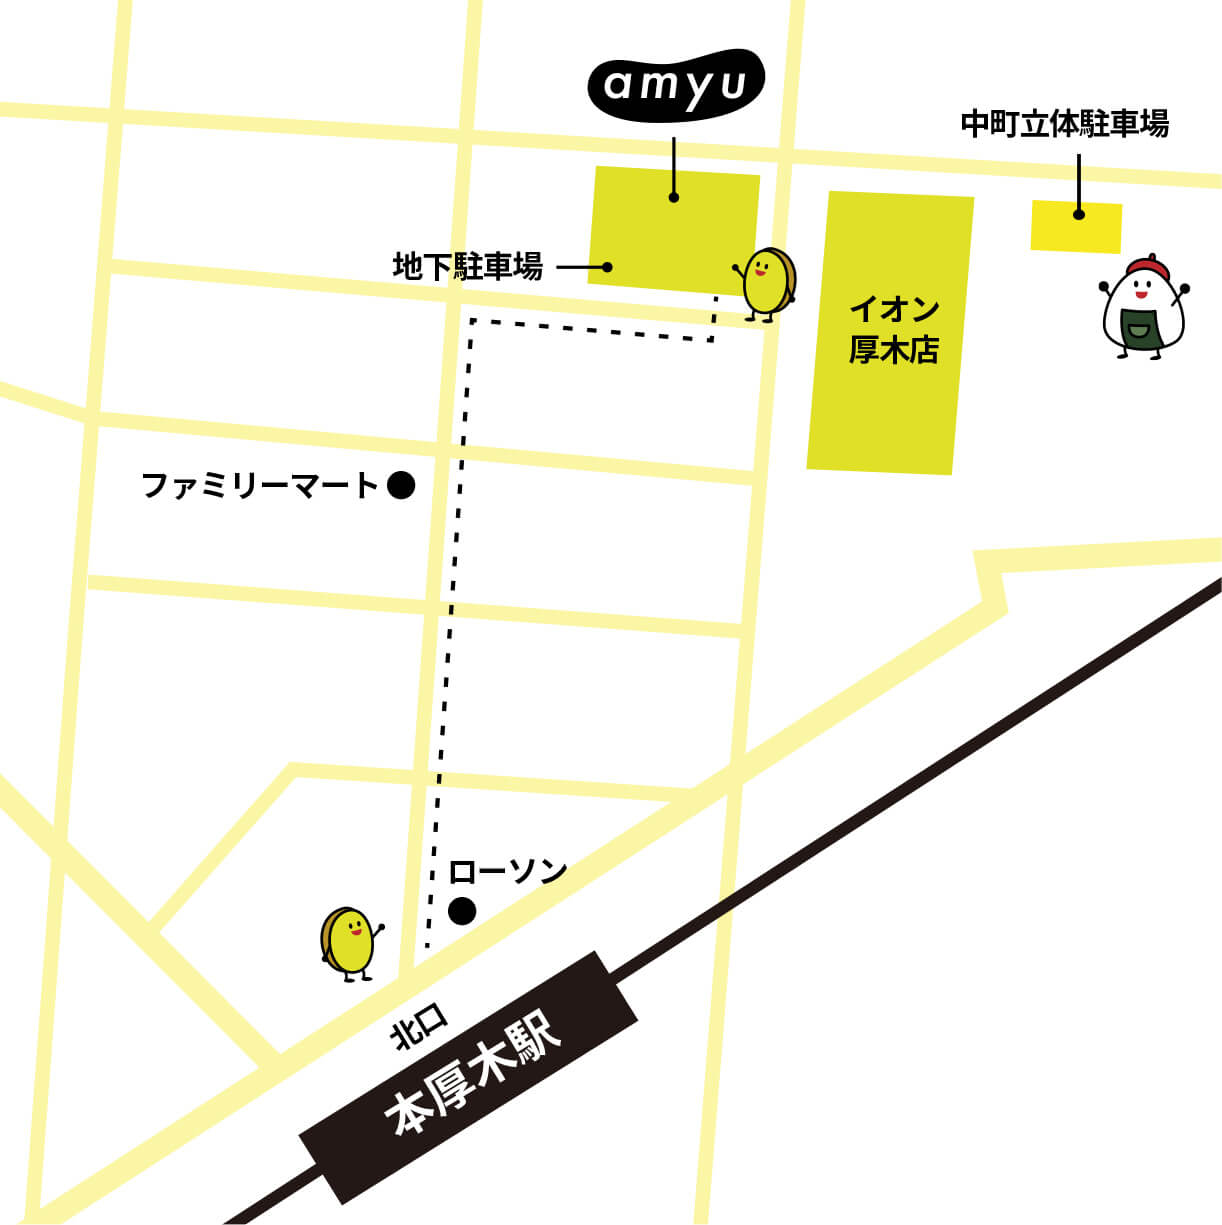 amyu
中町立体駐車場
地下駐車場
イオン
厚木店
ファミリーマート
ローソン
北口
本厚木駅